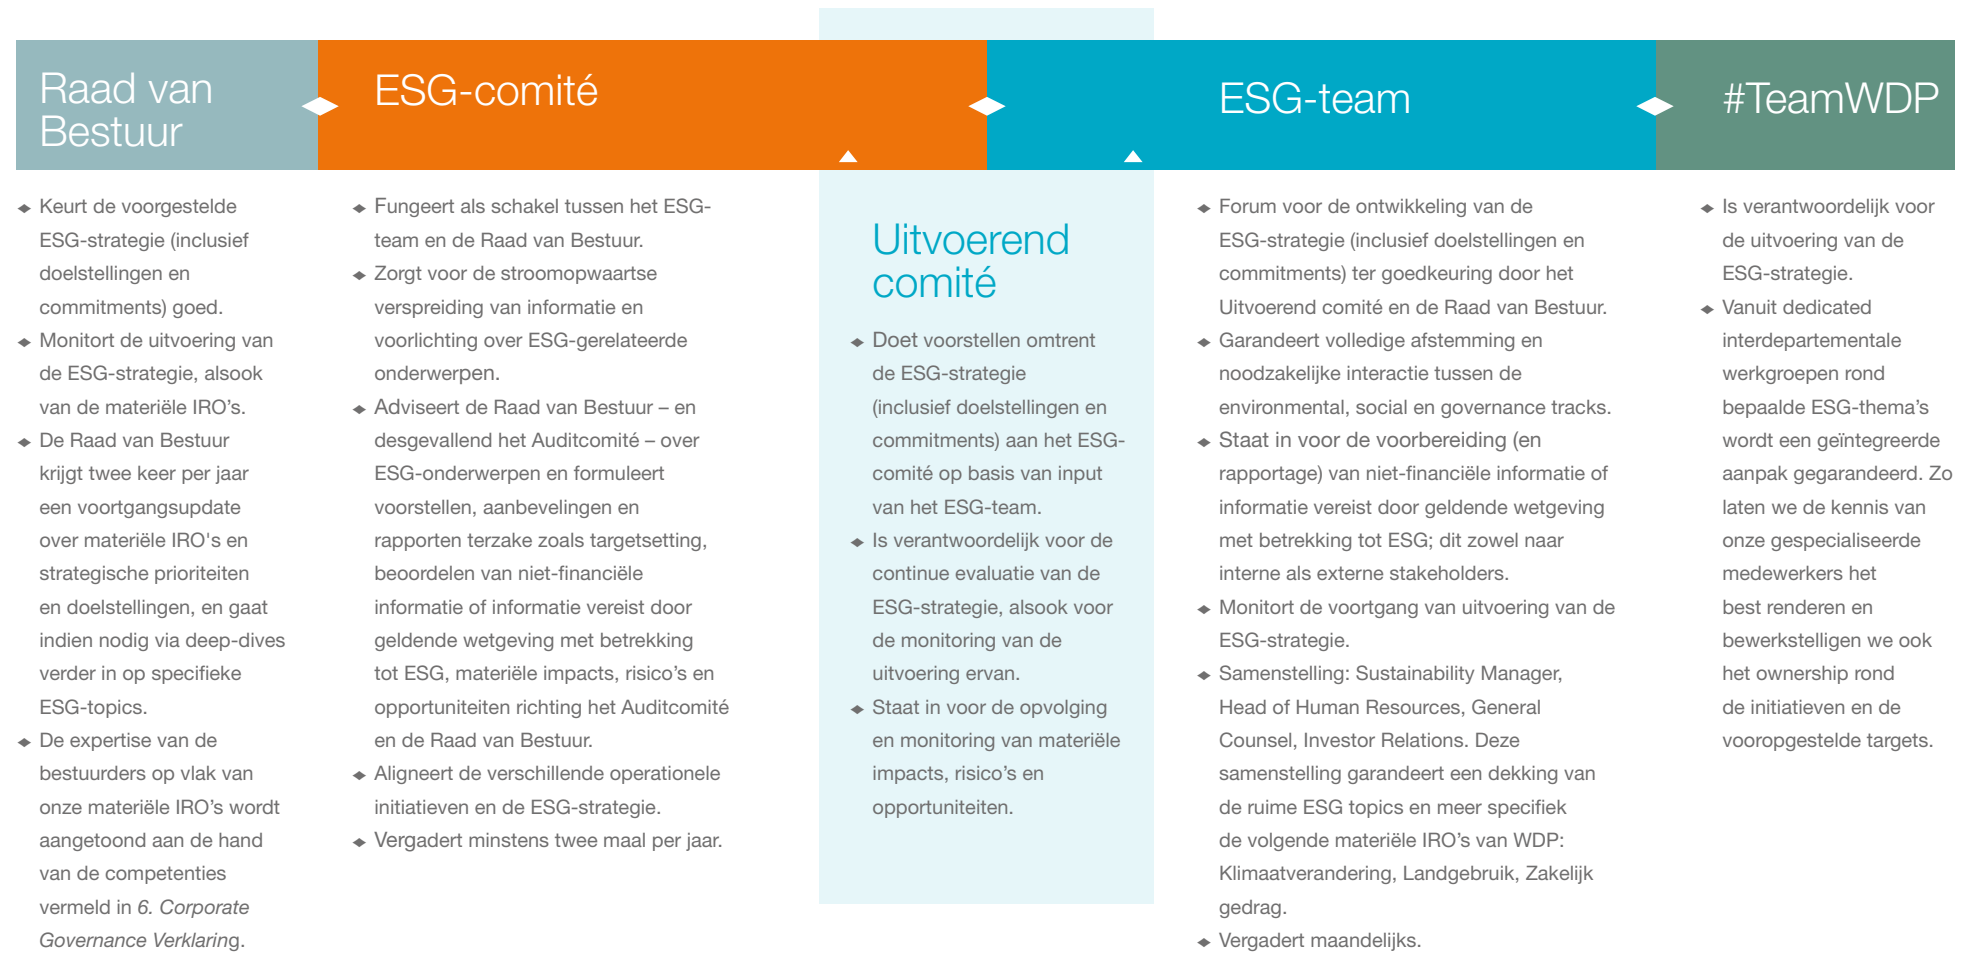 Raad van
Bestuur
Keurt de voorgestelde
ESG-strategie (inclusief
doelstellingen en
commitments) goed.
Monitort de uitvoering van
de ESG-strategie, alsook
van de materiële IRO’s.
De Raad van Bestuur
krijgt twee keer per jaar
een voortgangsupdate
over materiële IRO's en
strategische prioriteiten
en doelstellingen, en gaat
indien nodig via deep-dives
verder in op specifieke
ESG-topics.
De expertise van de
bestuurders op vlak van
onze materiële IRO’s wordt
aangetoond aan de hand
van de competenties
vermeld in 6. Corporate
Governance Verklaring.
ESG-comité
Fungeert als schakel tussen het ESG-
team en de Raad van Bestuur.
Zorgt voor de stroomopwaartse
verspreiding van informatie en
voorlichting over ESG-gerelateerde
onderwerpen.
Adviseert de Raad van Bestuur – en
desgevallend het Auditcomité – over
ESG-onderwerpen en formuleert
voorstellen, aanbevelingen en
rapporten terzake zoals targetsetting,
beoordelen van niet-financiële
informatie of informatie vereist door
geldende wetgeving met betrekking
tot ESG, materiële impacts, risico’s en
opportuniteiten richting het Auditcomité
en de Raad van Bestuur.
Aligneert de verschillende operationele
initiatieven en de ESG-strategie.
Vergadert minstens twee maal per jaar.
Uitvoerend
comité
Doet voorstellen omtrent
de ESG-strategie
(inclusief doelstellingen en
commitments) aan het ESG-
comité op basis van input
van het ESG-team.
Is verantwoordelijk voor de
continue evaluatie van de
ESG-strategie, alsook voor
de monitoring van de
uitvoering ervan.
Staat in voor de opvolging
en monitoring van materiële
impacts, risico’s en
opportuniteiten.
ESG-team
Forum voor de ontwikkeling van de
ESG-strategie (inclusief doelstellingen en
commitments) ter goedkeuring door het
Uitvoerend comité en de Raad van Bestuur.
Garandeert volledige afstemming en
noodzakelijke interactie tussen de
environmental, social en governance tracks.
Staat in voor de voorbereiding (en
rapportage) van niet-financiële informatie of
informatie vereist door geldende wetgeving
met betrekking tot ESG; dit zowel naar
interne als externe stakeholders.
Monitort de voortgang van uitvoering van de
ESG-strategie.
Samenstelling: Sustainability Manager,
Head of Human Resources, General
Counsel, Investor Relations. Deze
samenstelling garandeert een dekking van
de ruime ESG topics en meer specifiek
de volgende materiële IRO’s van WDP:
Klimaatverandering, Landgebruik, Zakelijk
gedrag.
Vergadert maandelijks.
#TeamWDP
Is verantwoordelijk voor
de uitvoering van de
ESG-strategie.
Vanuit dedicated
interdepartementale
werkgroepen rond
bepaalde ESG-thema’s
wordt een geïntegreerde
aanpak gegarandeerd. Zo
laten we de kennis van
onze gespecialiseerde
medewerkers het
best renderen en
bewerkstelligen we ook
het ownership rond
de initiatieven en de
vooropgestelde targets.